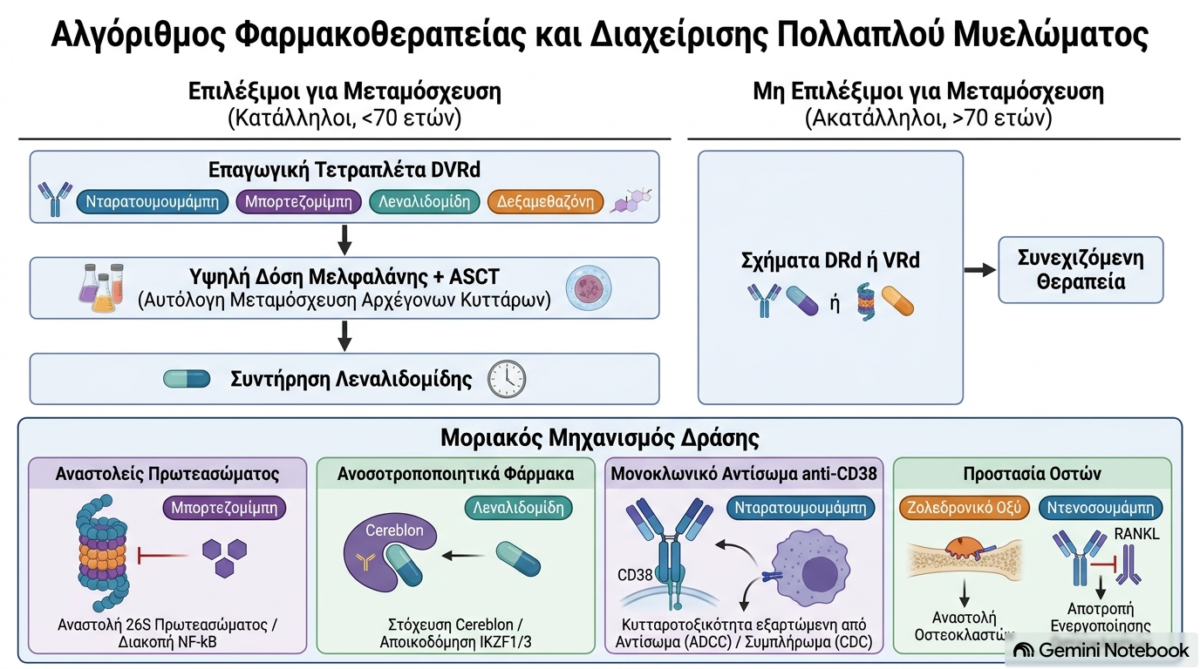 Αλγόριθμος Φαρμακοθεραπείας και Διαχείρισης Πολλαπλού Μυελώματος
Επιλέξιμοι για Μεταμόσχευση
(Κατάλληλοι, <70 ετών)
Επαγωγική Τετραπλέτα DVRd
Νταρατουμουμάμπη
Μπορτεζομίμπη
Λεναλιδομίδη
Δεξαμεθαζόνη
Υψηλή Δόση Μελφαλάνης + ASCT
(Αυτόλογη Μεταμόσχευση Αρχέγονων Κυττάρων)
Συντήρηση Λεναλιδομίδης
Μη Επιλέξιμοι για Μεταμόσχευση
(Ακατάλληλοι, >70 ετών)
Σχήματα DRd ή VRd
ή
Συνεχιζόμενη
Θεραπεία
Μοριακός Μηχανισμός Δράσης
Αναστολείς Πρωτεασώματος
Μπορτεζομίμπη
Αναστολή 26S Πρωτεασώματος /
Διακοπή NF-kB
Ανοσοτροποποιητικά Φάρμακα
Λεναλιδομίδη
Cereblon
Στόχευση Cereblon /
Αποικοδόμηση IKZF1/3
Μονοκλωνικό Αντίσωμα anti-CD38
Νταρατουμουμάμπη
CD38
Κυτταροτοξικότητα εξαρτώμενη από
Αντίσωμα (ADCC) / Συμπλήρωμα (CDC)
Προστασία Οστών
Ζολεδρονικό Οξύ
Ντενοσουμάμπη
RANKL
Αναστολή
Οστεοκλαστών
Αποτροπή
Ενεργοποίησης
Gemini Notebook